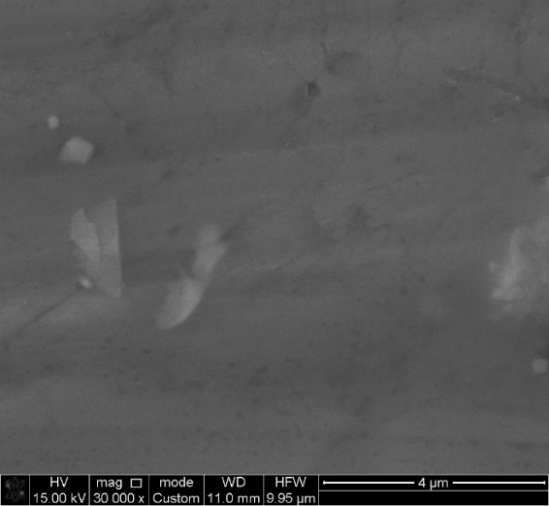 HV mag □ mode WD HFW 4 µm
15.00 kV 30 000 x Custom 11.0 mm 9.95 µm